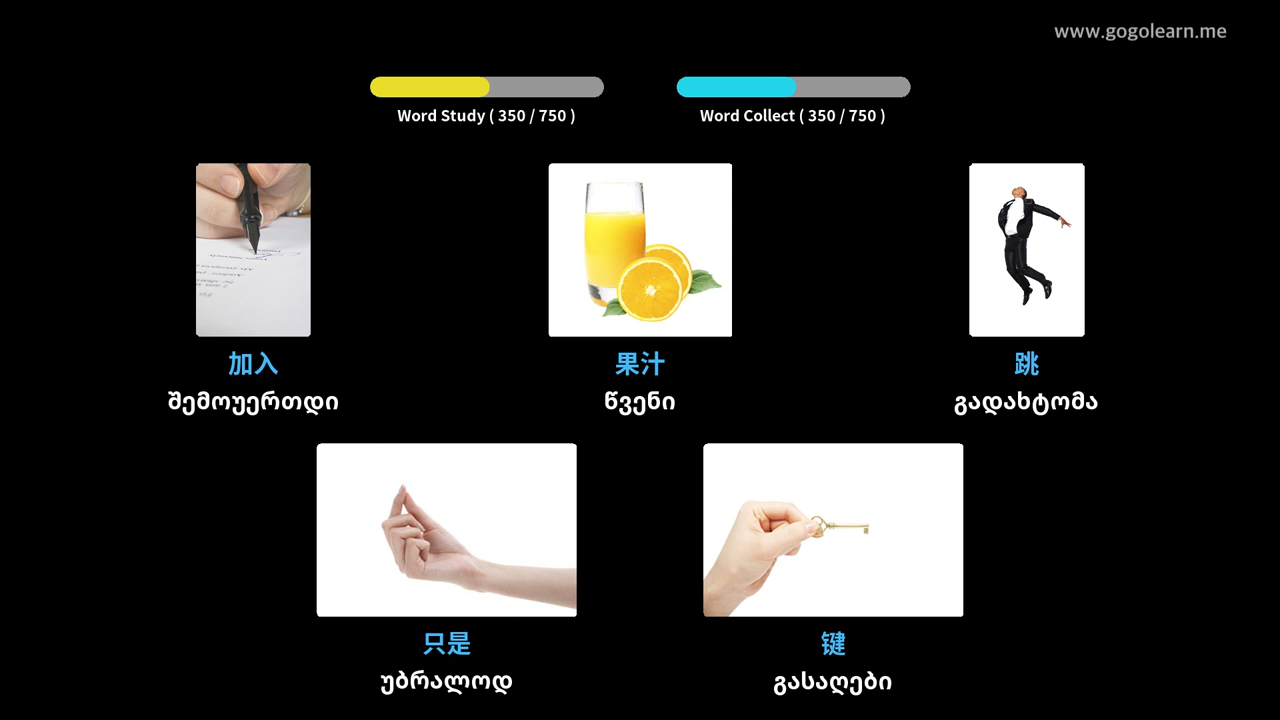 www.gogolearn.me
Word Study ( 350 / 750 )
Word Collect ( 350 / 750 )
加入
შემოუერთდი
果汁
წვენი
跳
გადახტომა
只是
უბრალოდ
键
გასაღები